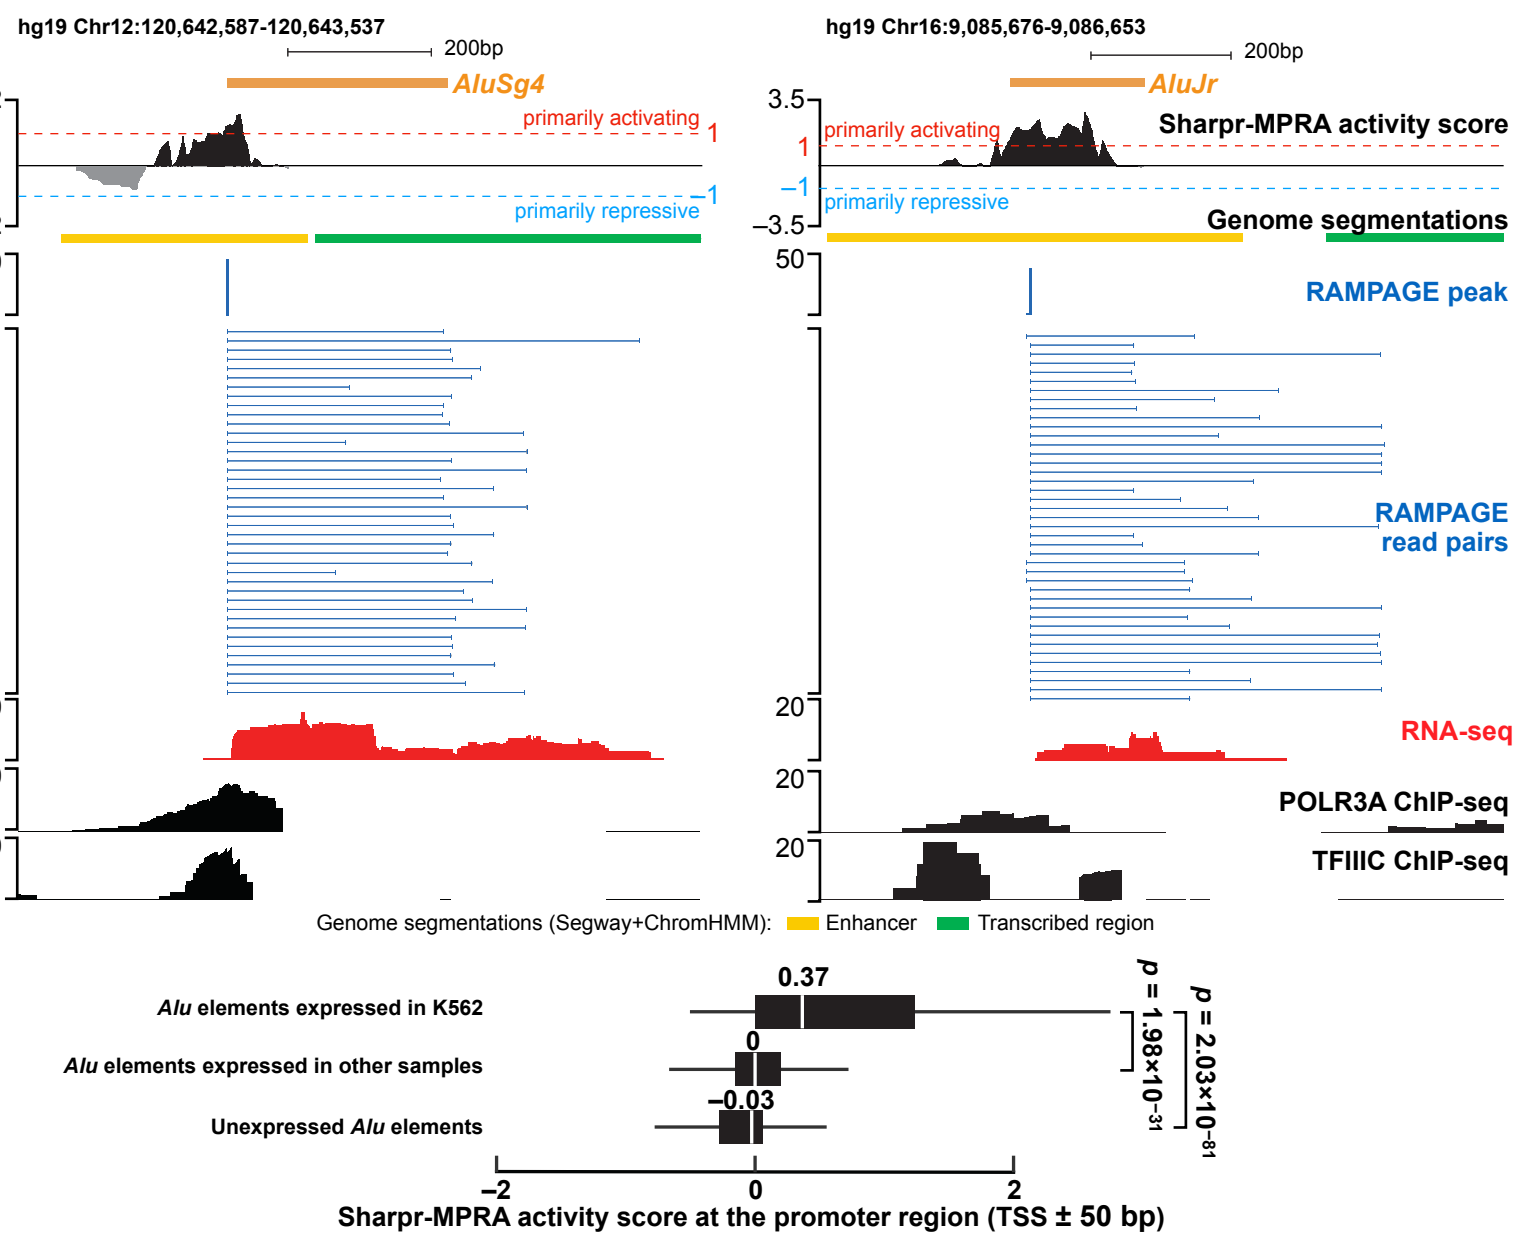 hg19 Chr12:120,642,587-120,643,537
200bp
AluSg4
primarily activating
1
–1
primarily repressive
hg19 Chr16:9,085,676-9,086,653
200bp
AluJr
3.5
primarily activating
1
Sharpr-MPRA activity score
–1
primarily repressive
–3.5
Genome segmentations
50
RAMPAGE peak
RAMPAGE
read pairs
20
RNA-seq
20
POLR3A ChIP-seq
20
TFIIIC ChIP-seq
Genome segmentations (Segway+ChromHMM): Enhancer Transcribed region
0.37
Alu elements expressed in K562
0
Alu elements expressed in other samples
–0.03
Unexpressed Alu elements
p = 1.98×10⁻³¹
p = 2.03×10⁻⁸¹
–2 0 2
Sharpr-MPRA activity score at the promoter region (TSS ± 50 bp)